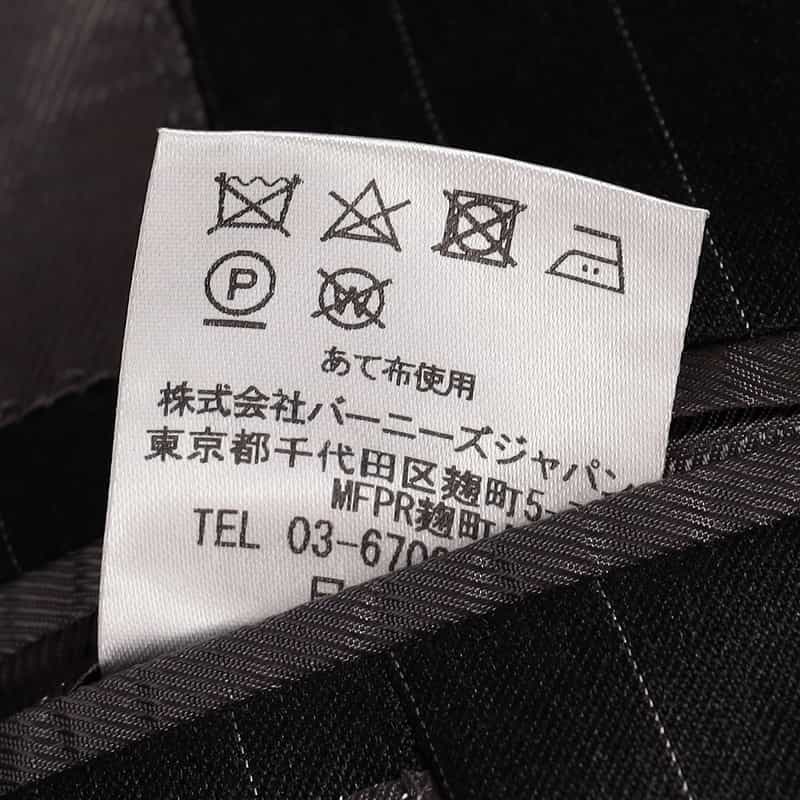 P W
あて布使用
株式会社バーニーズジャパン
東京都千代田区麹町5-
MFPR麹町
TEL 03-670